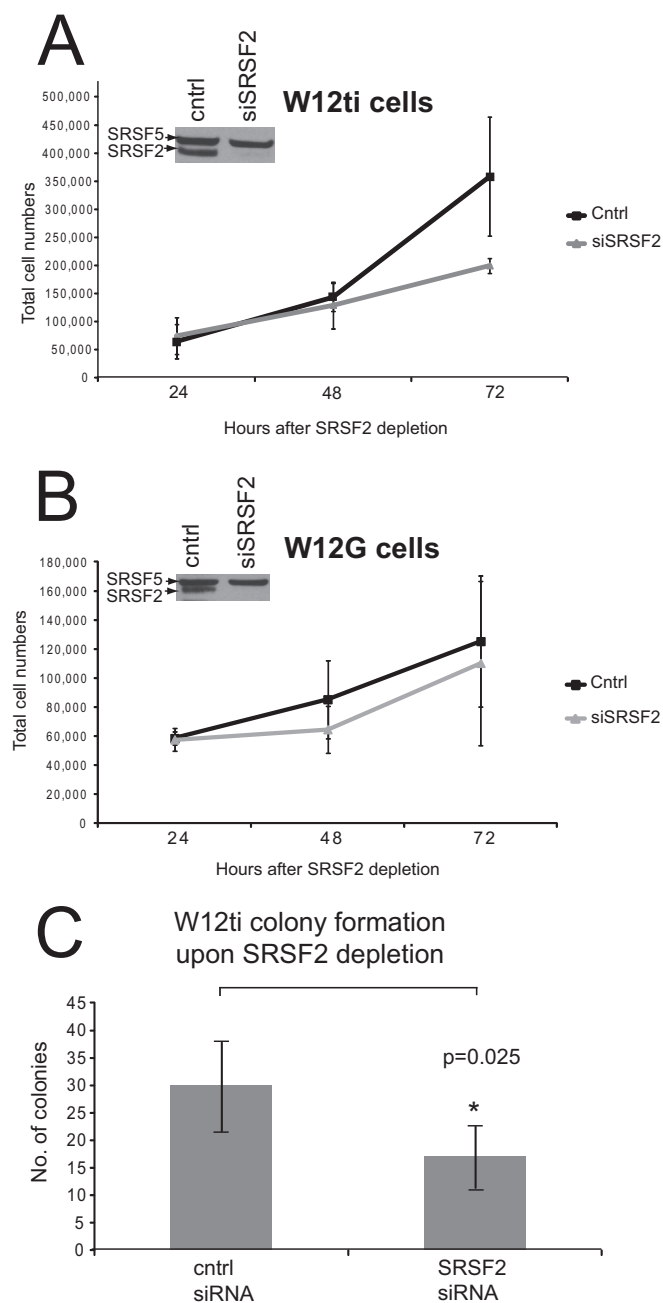 A
cntrl
siSRSF2
W12ti cells
SRSF5
SRSF2
Total cell numbers
500,000
450,000
400,000
350,000
300,000
250,000
200,000
150,000
100,000
50,000
0
24
48
72
Hours after SRSF2 depletion
Cntrl
siSRSF2
B
cntrl
siSRSF2
W12G cells
SRSF5
SRSF2
Total cell numbers
180,000
160,000
140,000
120,000
100,000
80,000
60,000
40,000
20,000
0
24
48
72
Hours after SRSF2 depletion
Cntrl
siSRSF2
C
W12ti colony formation
upon SRSF2 depletion
No. of colonies
45
40
35
30
25
20
15
10
5
0
p=0.025
*
cntrl
siRNA
SRSF2
siRNA